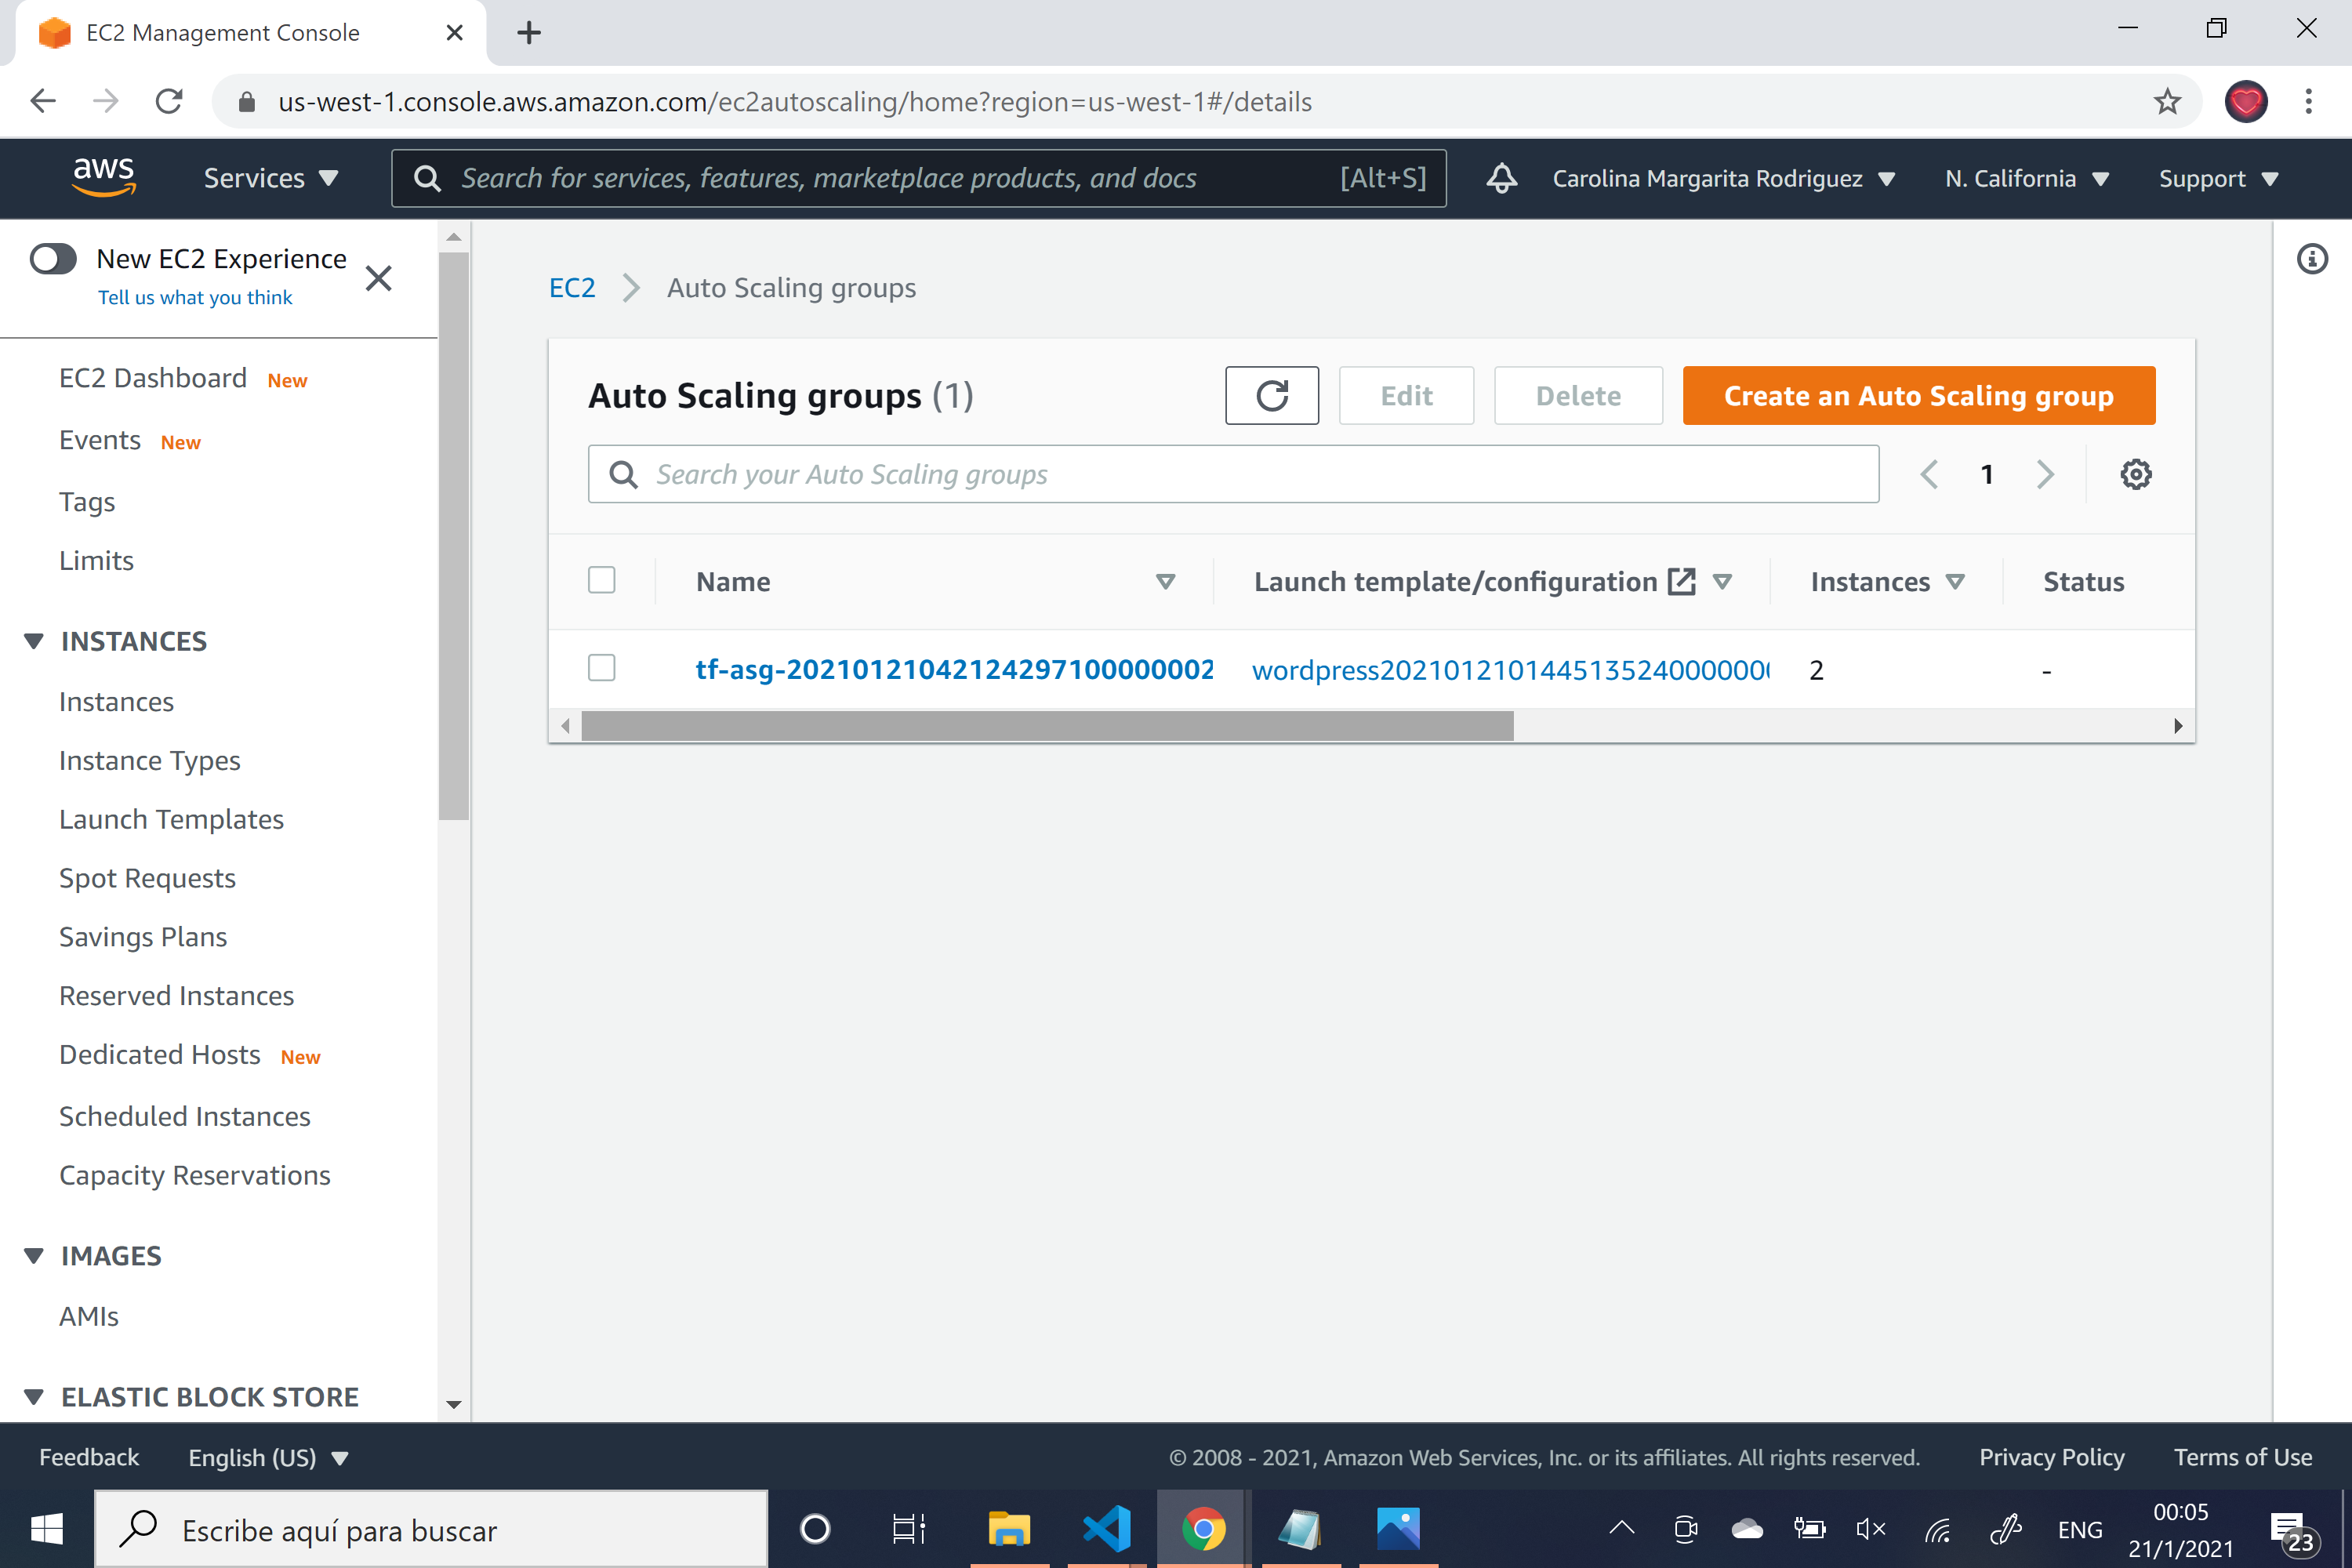 EC2 Management Console
us-west-1.console.aws.amazon.com/ec2autoscaling/home?region=us-west-1#/details
aws Services Search for services, features, marketplace products, and docs [Alt+S] Carolina Margarita Rodriguez N. California Support
New EC2 Experience
Tell us what you think
EC2 Dashboard New
Events New
Tags
Limits
INSTANCES
Instances
Instance Types
Launch Templates
Spot Requests
Savings Plans
Reserved Instances
Dedicated Hosts New
Scheduled Instances
Capacity Reservations
IMAGES
AMIs
ELASTIC BLOCK STORE
EC2 Auto Scaling groups
Auto Scaling groups (1) Edit Delete Create an Auto Scaling group
Search your Auto Scaling groups 1
Name Launch template/configuration Instances Status
tf-asg-20210121042124297100000002 2 -
Feedback English (US) © 2008 - 2021, Amazon Web Services, Inc. or its affiliates. All rights reserved. Privacy Policy Terms of Use
Escribe aquí para buscar
ENG
00:05
21/1/2021
23